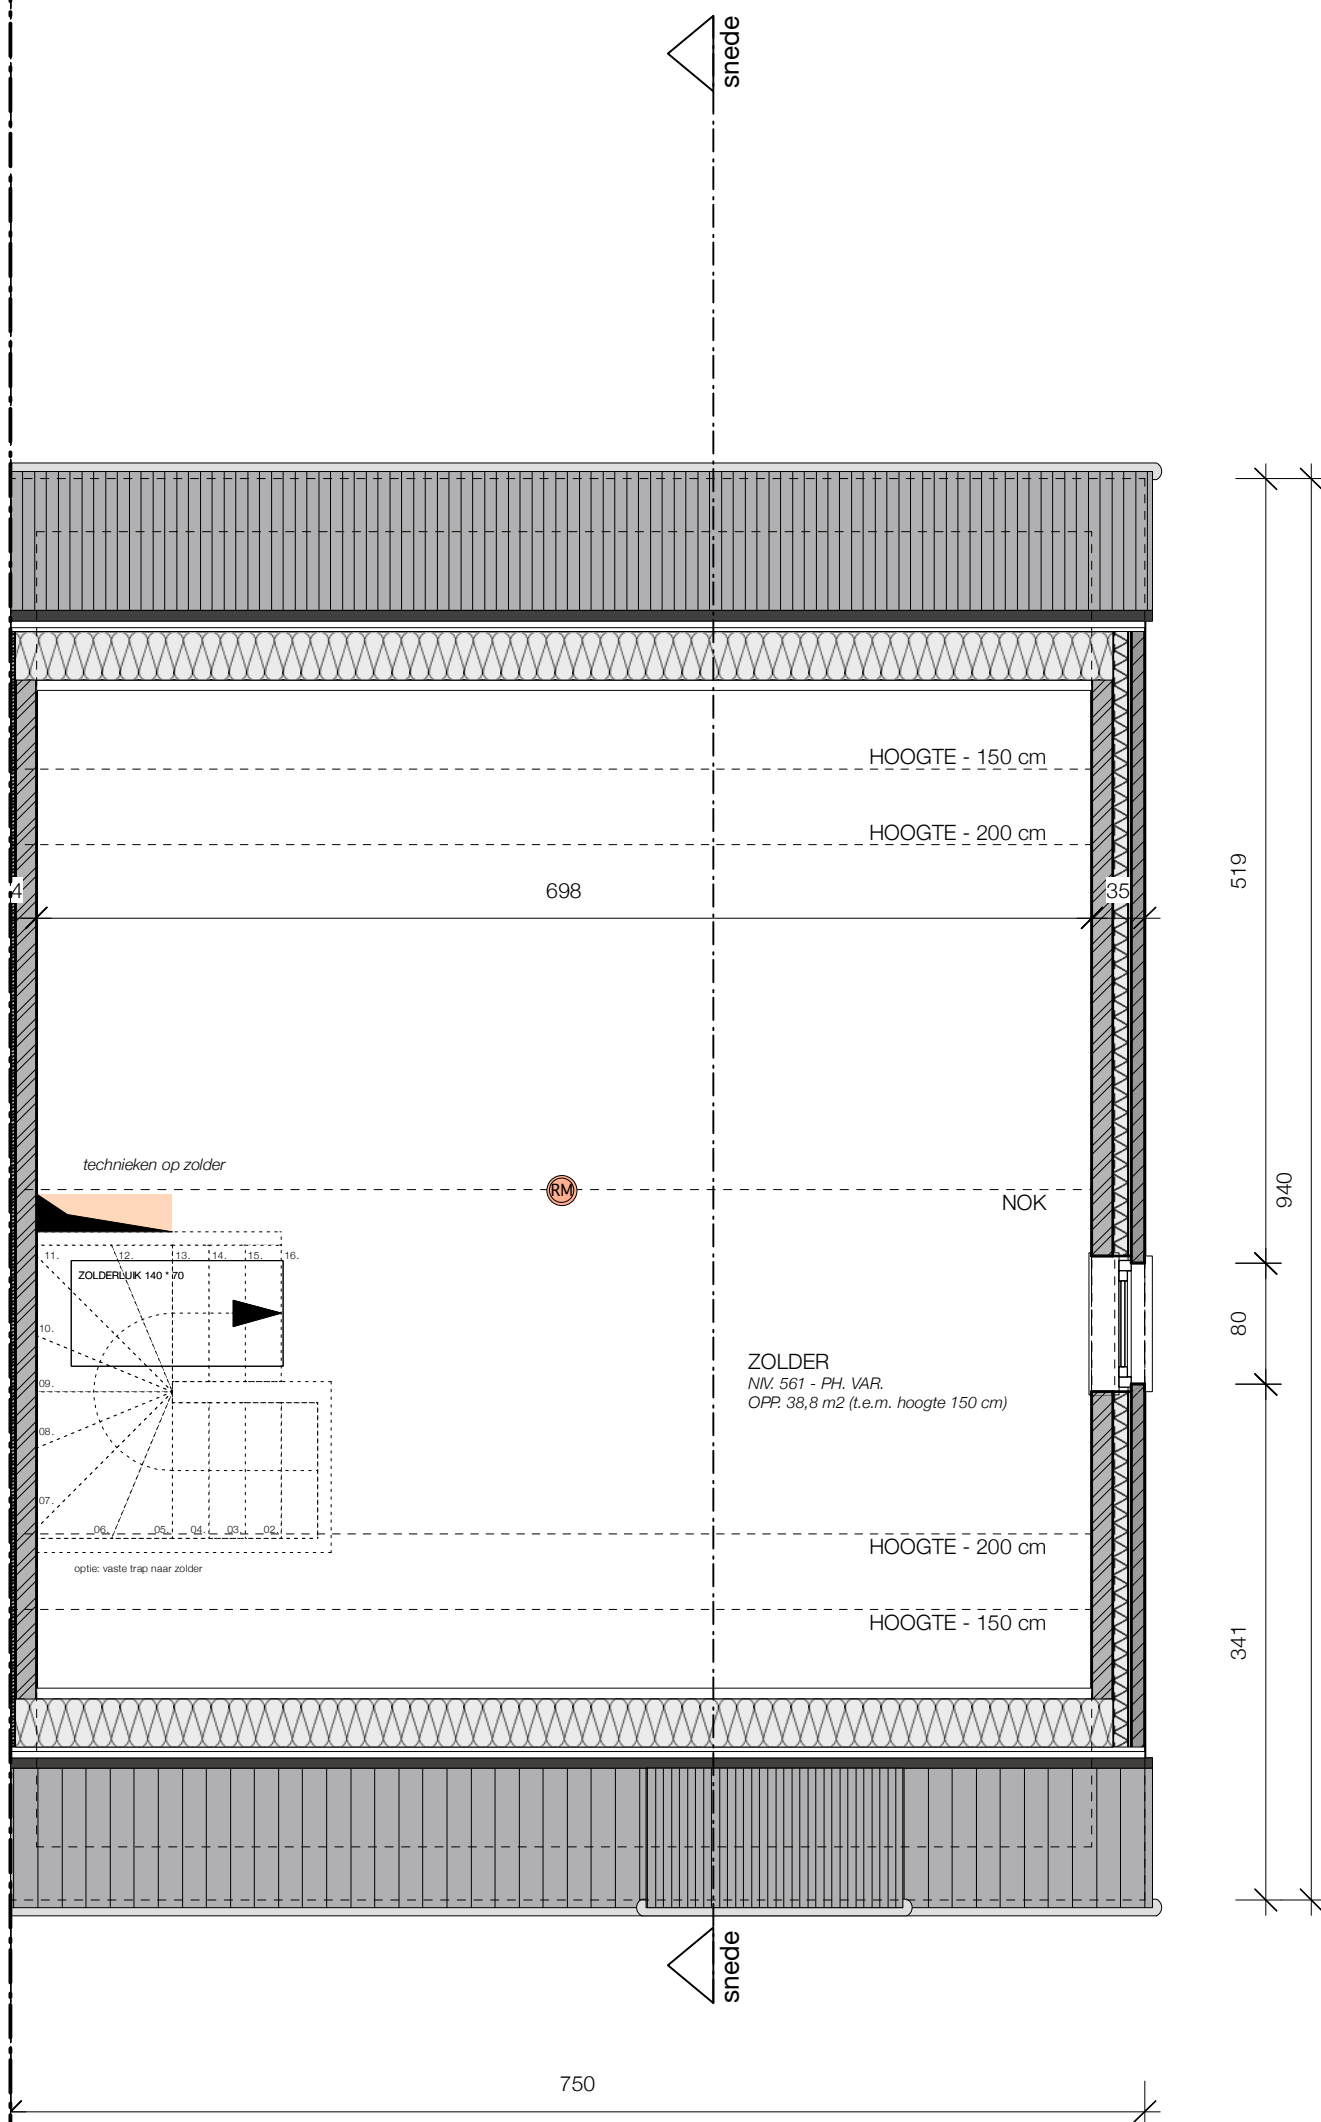 snede
HOOGTE - 150 cm
HOOGTE - 200 cm
4
698
35
519
technieken op zolder
RM
NOK
940
11.
12.
13.
14.
15.
16.
ZOLDERLUIK 140 * 70
10.
80
ZOLDER
NIV. 561 - PH. VAR.
OPP. 38,8 m2 (t.e.m. hoogte 150 cm)
09.
08.
07.
06.
05.
04.
03.
02.
HOOGTE - 200 cm
optie: vaste trap naar zolder
HOOGTE - 150 cm
341
snede
750